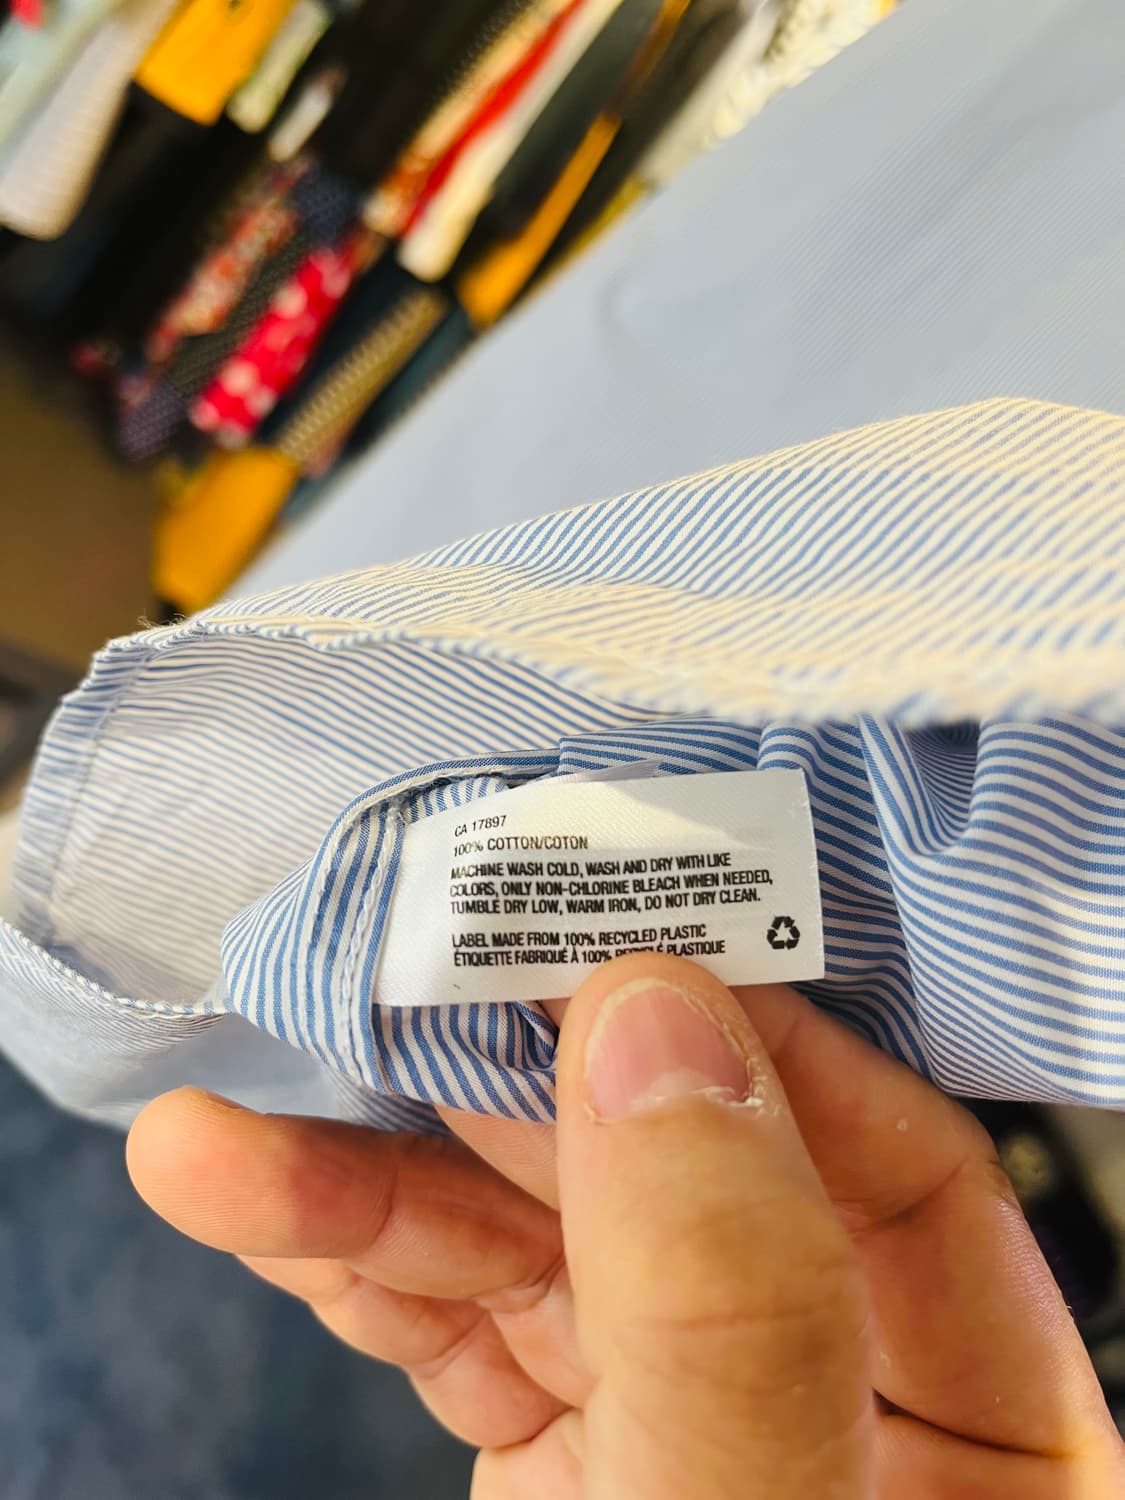 CA 17897
100% COTTON/COTON
MACHINE WASH COLD, WASH AND DRY WITH LIKE
COLORS, ONLY NON-CHLORINE BLEACH WHEN NEEDED,
TUMBLE DRY LOW, WARM IRON, DO NOT DRY CLEAN.
LABEL MADE FROM 100% RECYCLED PLASTIC
ÉTIQUETTE FABRIQUÉ À 100% RECYCLÉ PLASTIQUE